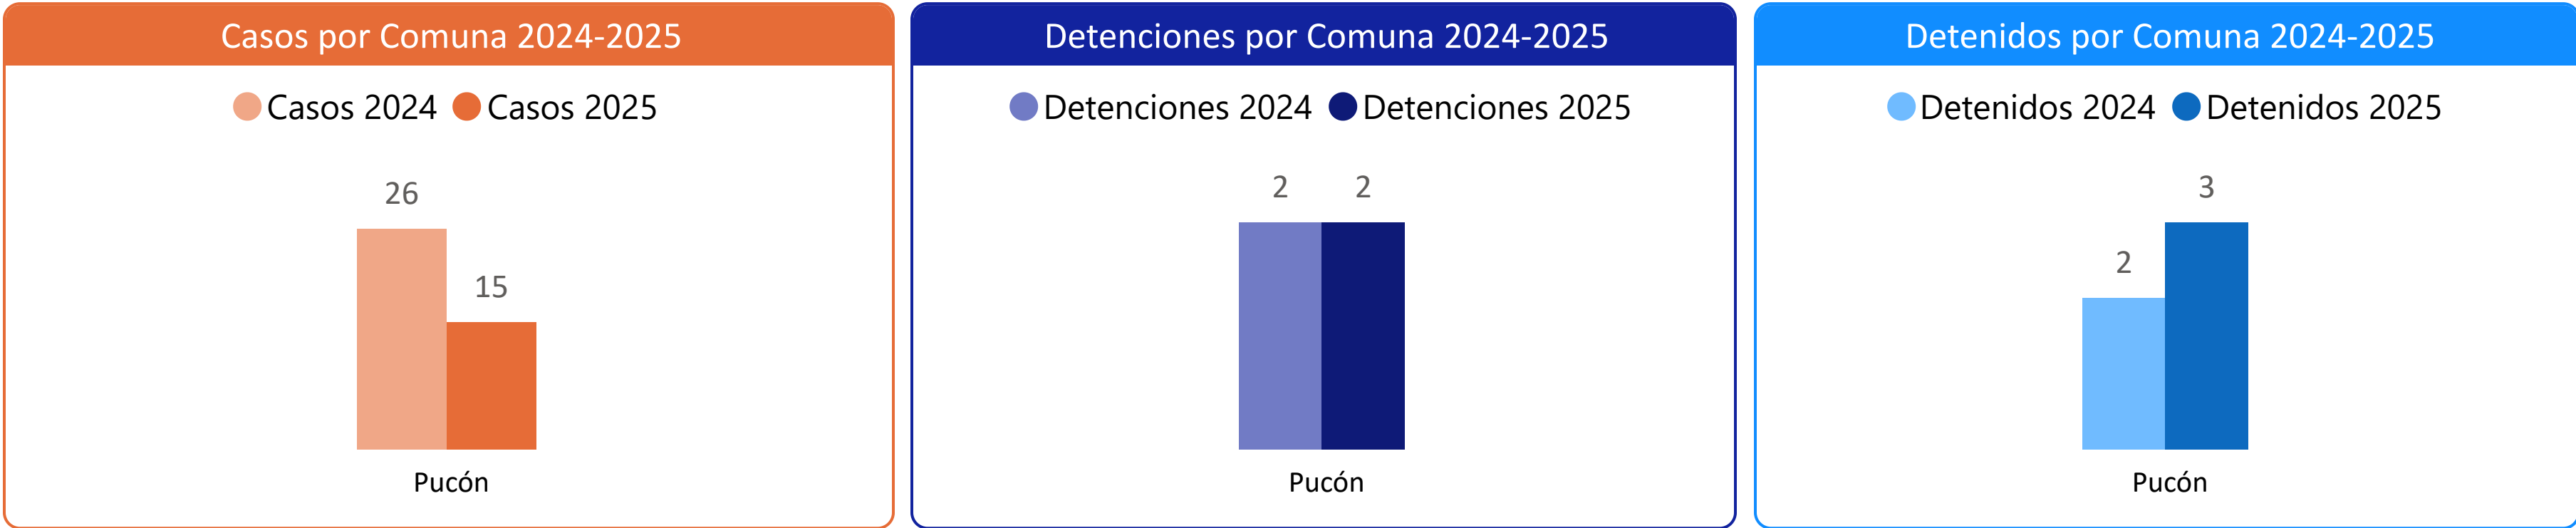 Casos por Comuna 2024-2025
Casos 2024 Casos 2025
26
15
Pucón
Detenciones por Comuna 2024-2025
Detenciones 2024 Detenciones 2025
2 2
Pucón
Detenidos por Comuna 2024-2025
Detenidos 2024 Detenidos 2025
3
2
Pucón